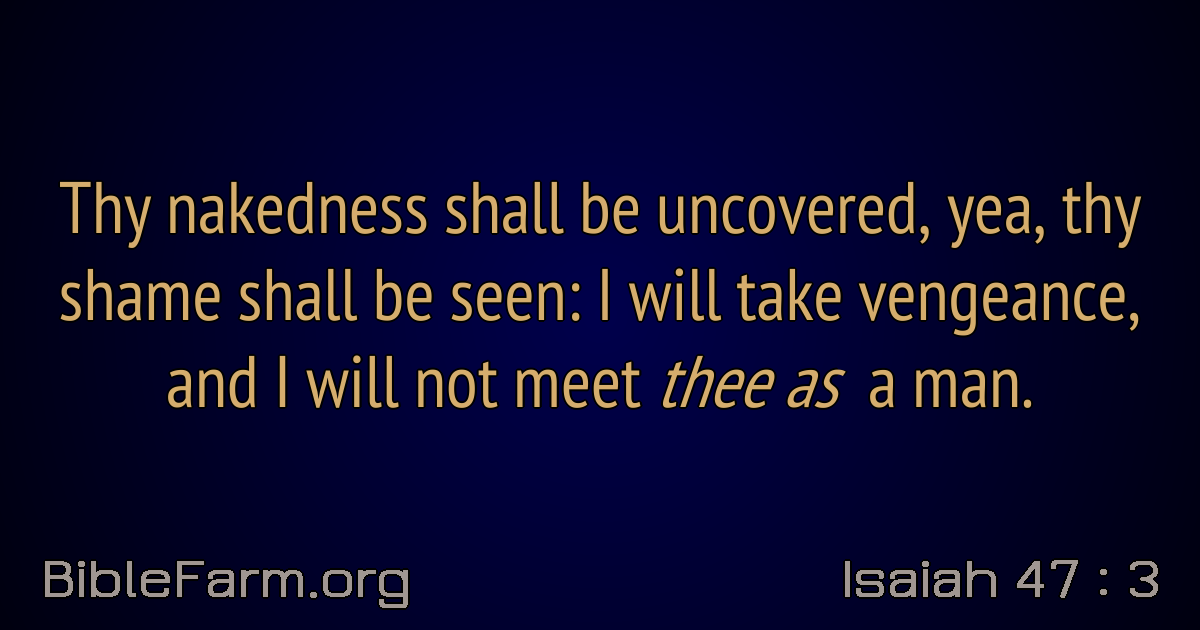 Thy nakedness shall be uncovered, yea, thy
shame shall be seen: I will take vengeance,
and I will not meet thee as a man.
BibleFarm.org
Isaiah 47 : 3